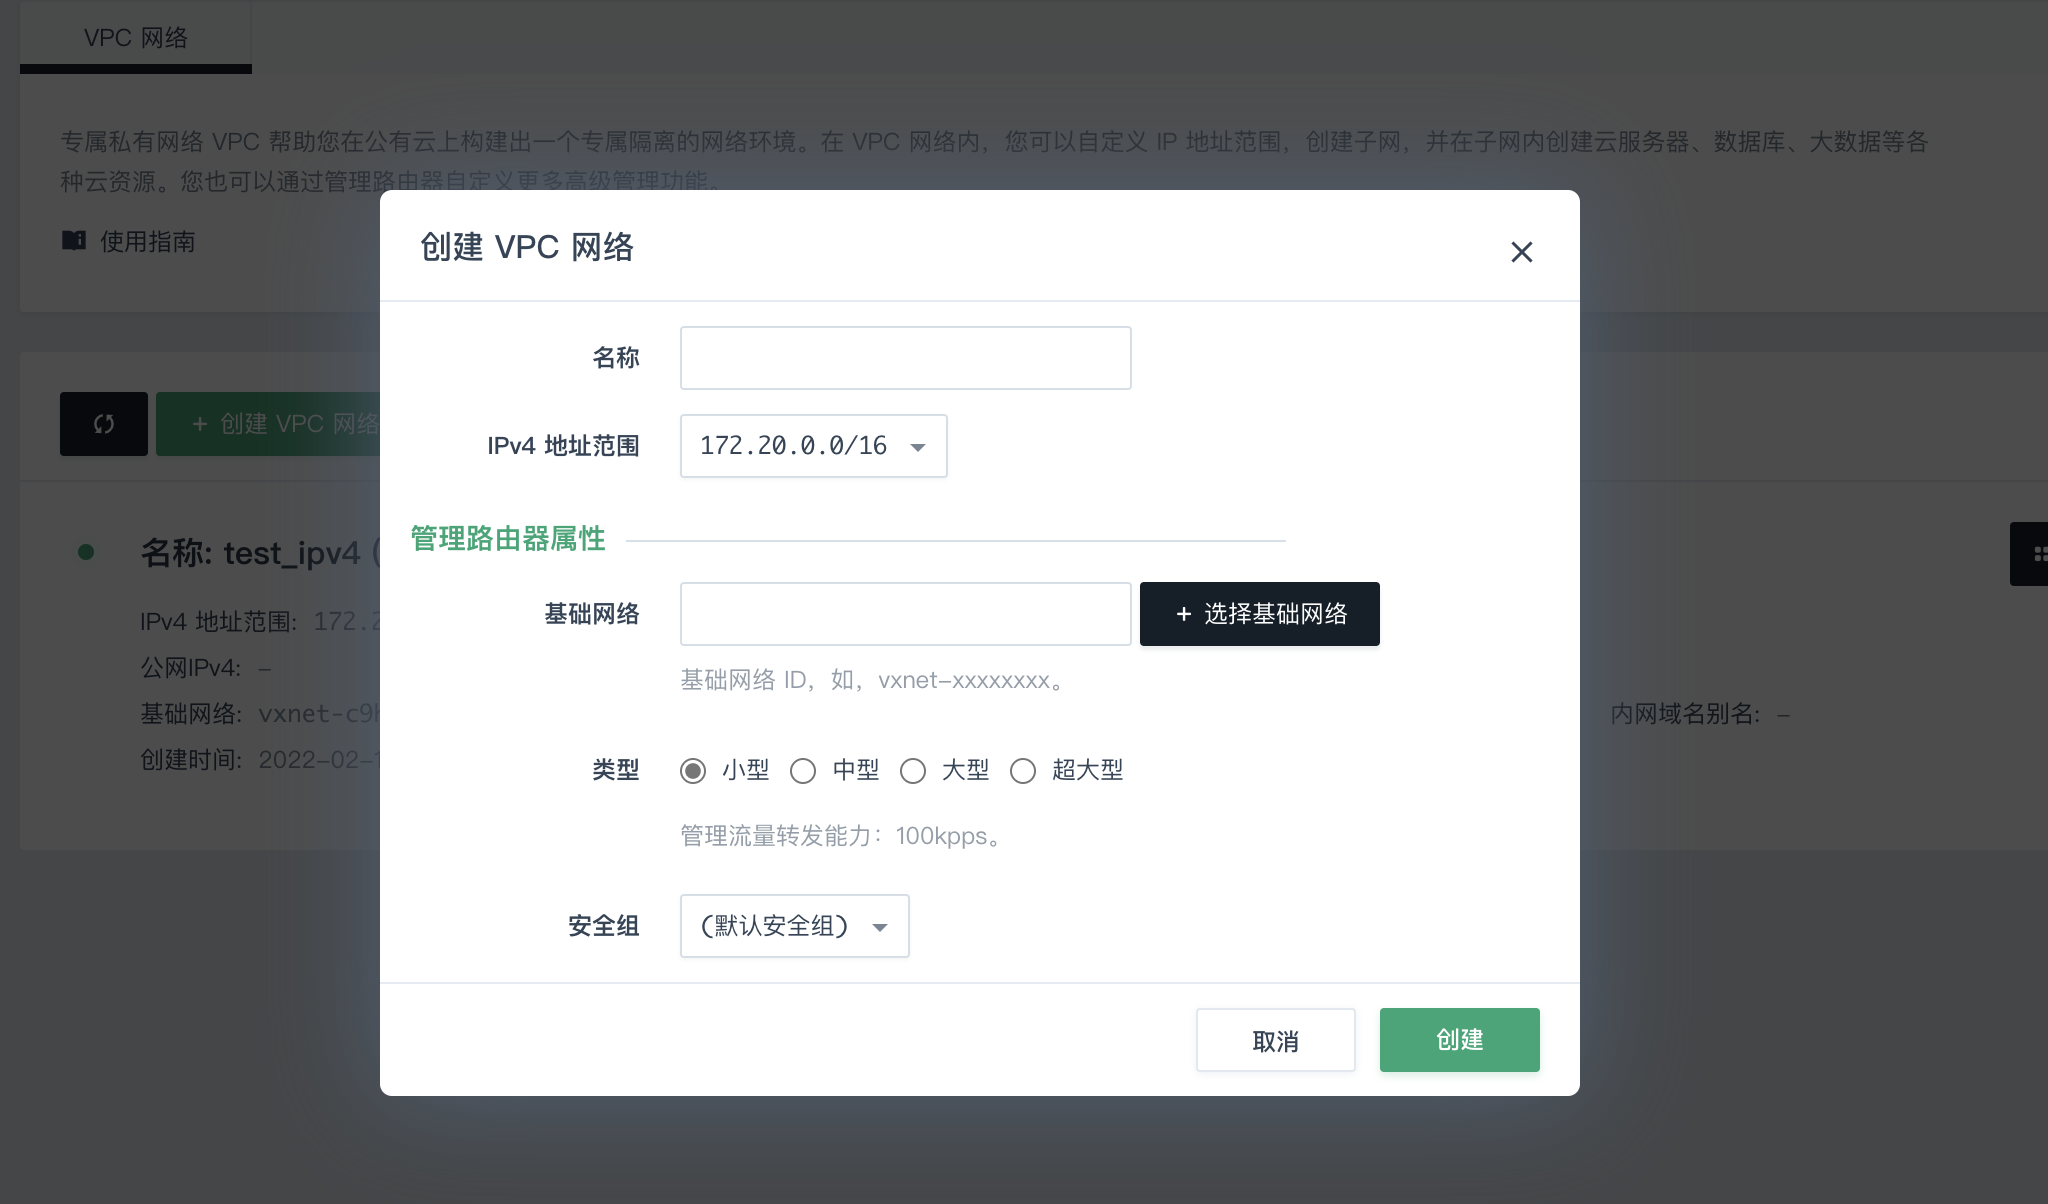 VPC 网络
专属私有网络 VPC 帮助您在公有云上构建出一个专属隔离的网络环境。在 VPC 网络内，您可以自定义 IP 地址范围，创建子网，并在子网内创建云服务器、数据库、大数据等各
种云资源。您也可以通过管理路由器自定义更多高级管理功能。
使用指南
创建 VPC 网络
名称
+ 创建 VPC 网络
IPv4 地址范围
172.20.0.0/16
管理路由器属性
名称: test_ipv4 (
基础网络
+ 选择基础网络
IPv4 地址范围: 172.2
基础网络 ID，如，vxnet-xxxxxxxx。
公网IPv4: –
基础网络: vxnet-c9
内网域名别名: –
创建时间: 2022-02-1
类型
小型 中型 大型 超大型
管理流量转发能力：100kpps。
安全组
(默认安全组)
取消
创建